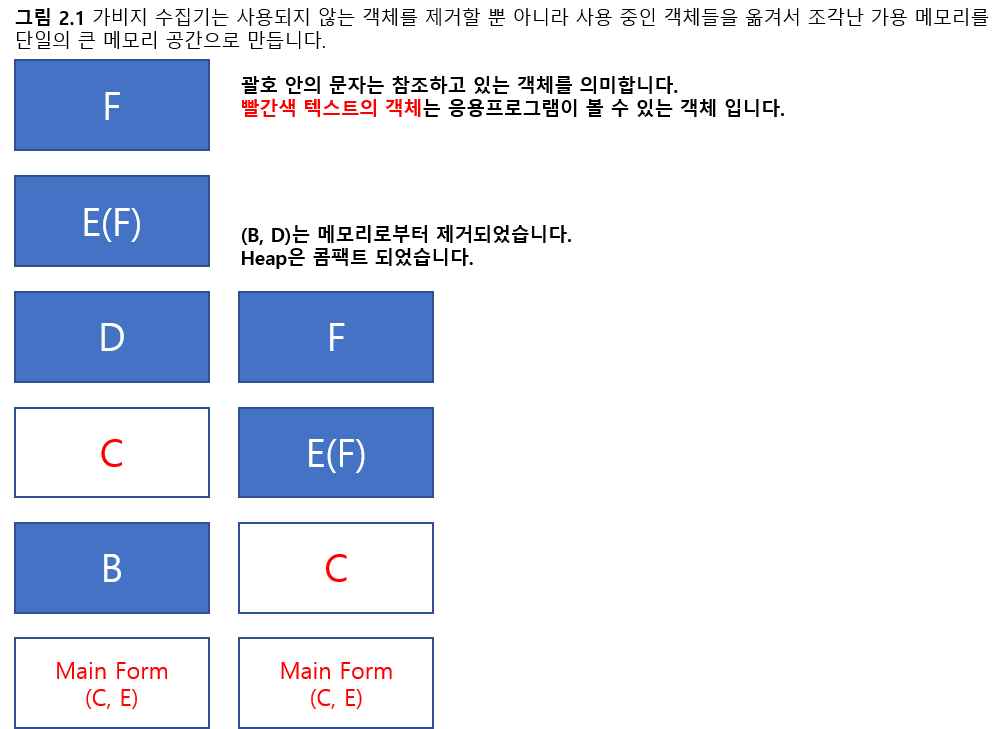 그림 2.1 가비지 수집기는 사용되지 않는 객체를 제거할 뿐 아니라 사용 중인 객체들을 옮겨서 조각난 가용 메모리를
단일의 큰 메모리 공간으로 만듭니다.
F
괄호 안의 문자는 참조하고 있는 객체를 의미합니다.
빨간색 텍스트의 객체는 응용프로그램이 볼 수 있는 객체 입니다.
E(F)
(B, D)는 메모리로부터 제거되었습니다.
Heap은 콤팩트 되었습니다.
D
F
C
E(F)
B
C
Main Form
(C, E)
Main Form
(C, E)